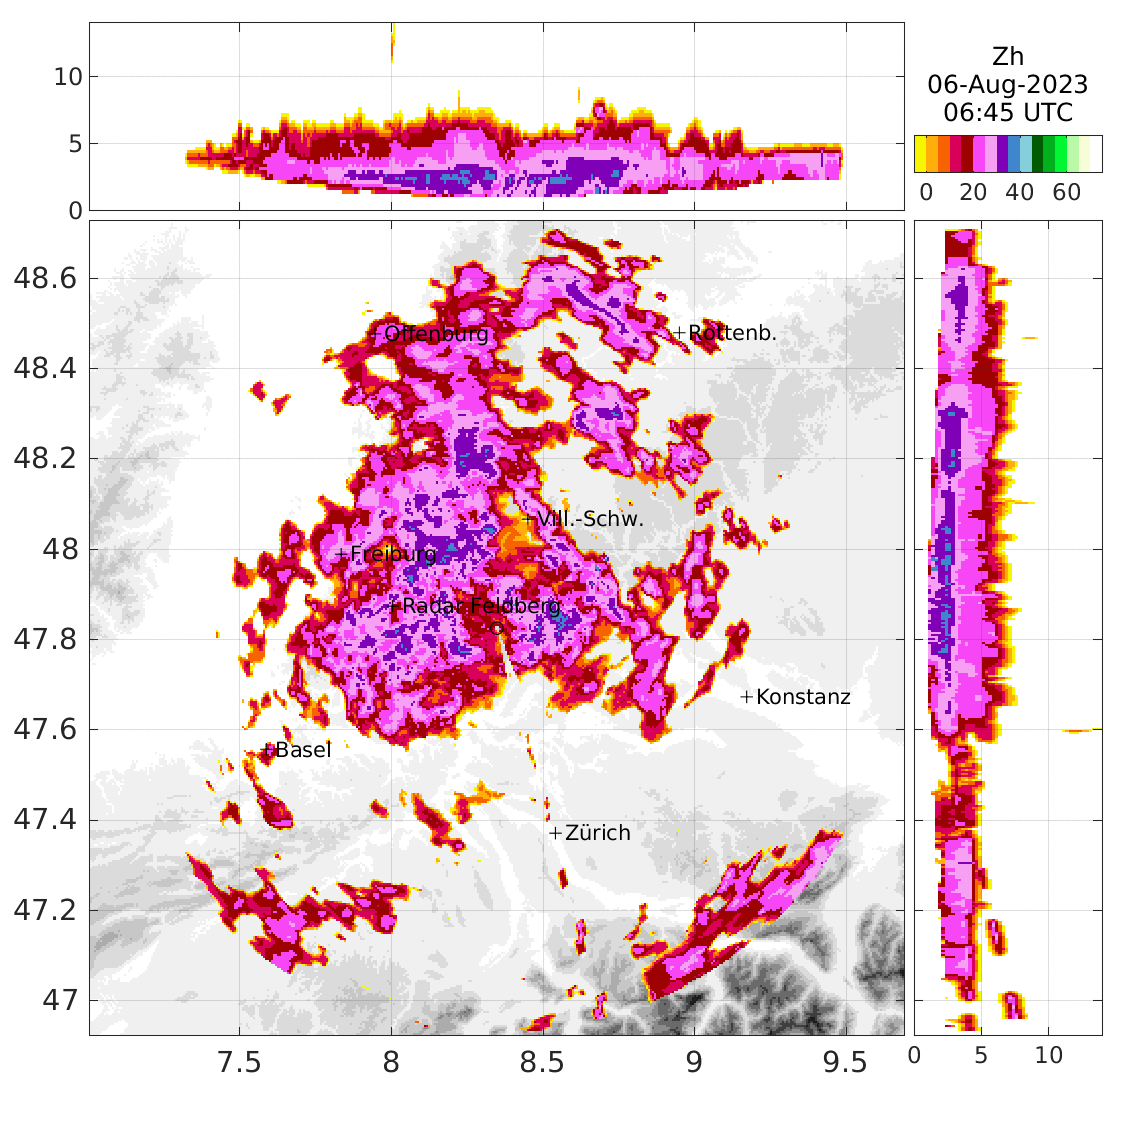 Zh
06-Aug-2023
06:45 UTC
0 20 40 60
10
5
0
48.6
48.4
48.2
48
47.8
47.6
47.4
47.2
47
+Offenburg
+Rottenb.
+Vill.-Schw.
+Freiburg
+Radar Feldberg
+Konstanz
+Basel
+Zürich
7.5 8 8.5 9 9.5
0 5 10